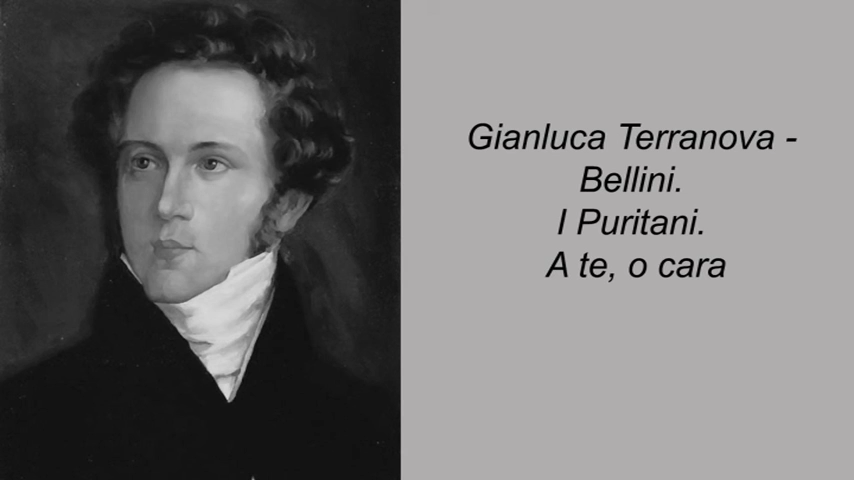 Gianluca Terranova -
Bellini.
I Puritani.
A te, o cara